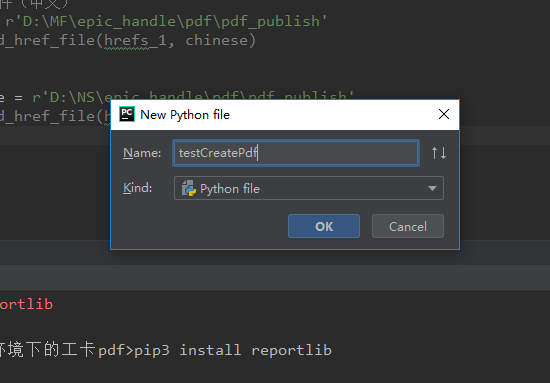 件（中文）
r'D:\MF\epic_handle\pdf\pdf_publish'
d_href_file(hrefs_1, chinese)
e = r'D:\NS\epic_handle\pdf\pdf_publish'
d_href_file(h
PC
New Python file
Name:
testCreatePdf
Kind:
Python file
OK
Cancel
ortlib
环境下的工卡pdf>pip3 install reportlib